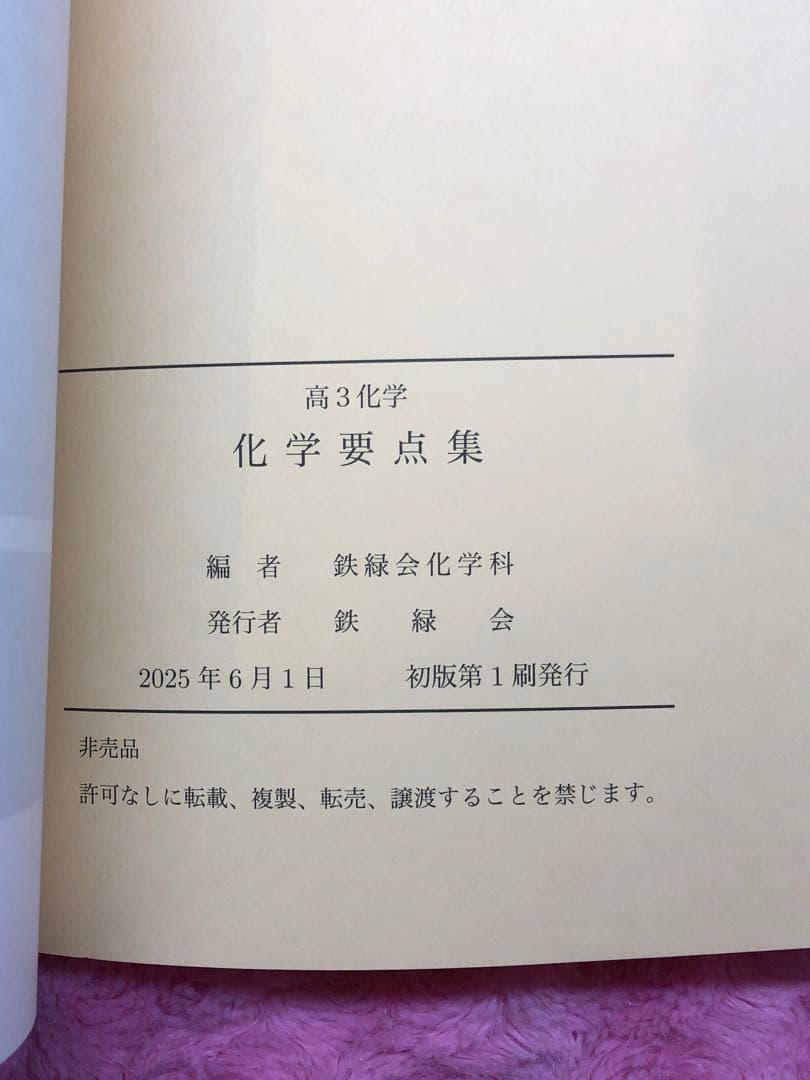 高3化学
化学要点集
編者 鉄緑会化学科
発行者 鉄緑会
2025年6月1日 初版第1刷発行
非売品
許可なしに転載、複製、転売、譲渡することを禁じます。